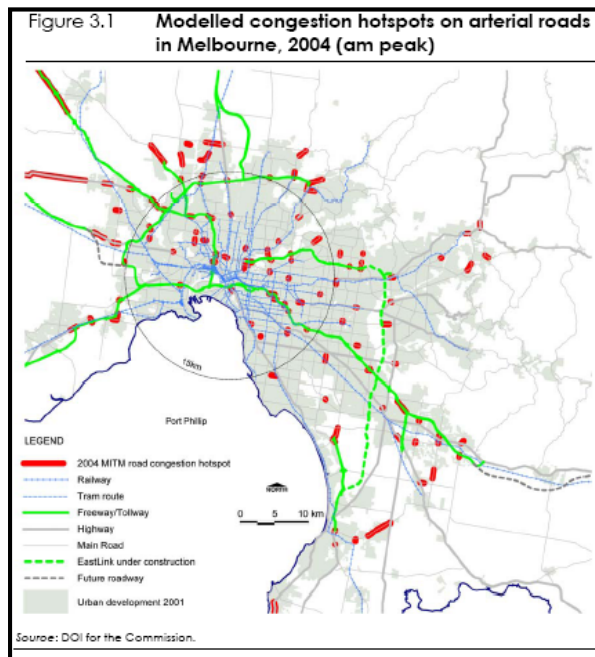 Figure 3.1 Modelled congestion hotspots on arterial roads
in Melbourne, 2004 (am peak)
15km
Port Phillip
LEGEND
2004 MITM road congestion hotspot
Railway
Tram route
Freeway/Tollway
Highway
Main Road
EastLink under construction
Future roadway
Urban development 2001
NORTH
0 5 10 km
Source: DOI for the Commission.